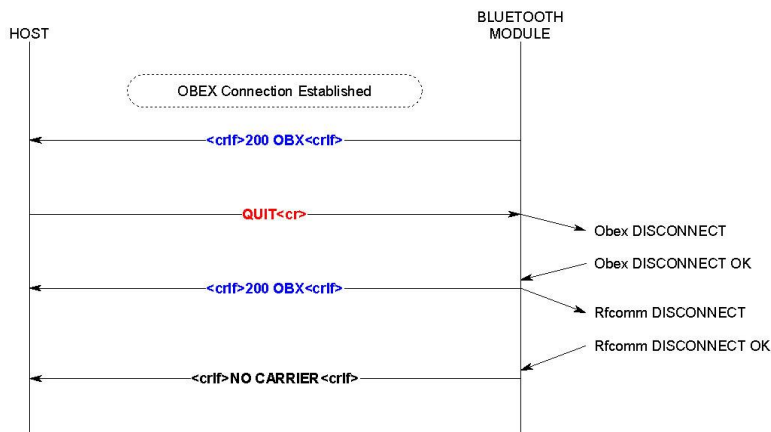 HOST
BLUETOOTH
MODULE
OBEX Connection Established
<crlf>200 OBX<crlf>
QUIT<cr>
Obex DISCONNECT
Obex DISCONNECT OK
<crlf>200 OBX<crlf>
Rfcomm DISCONNECT
Rfcomm DISCONNECT OK
<crlf>NO CARRIER<crlf>